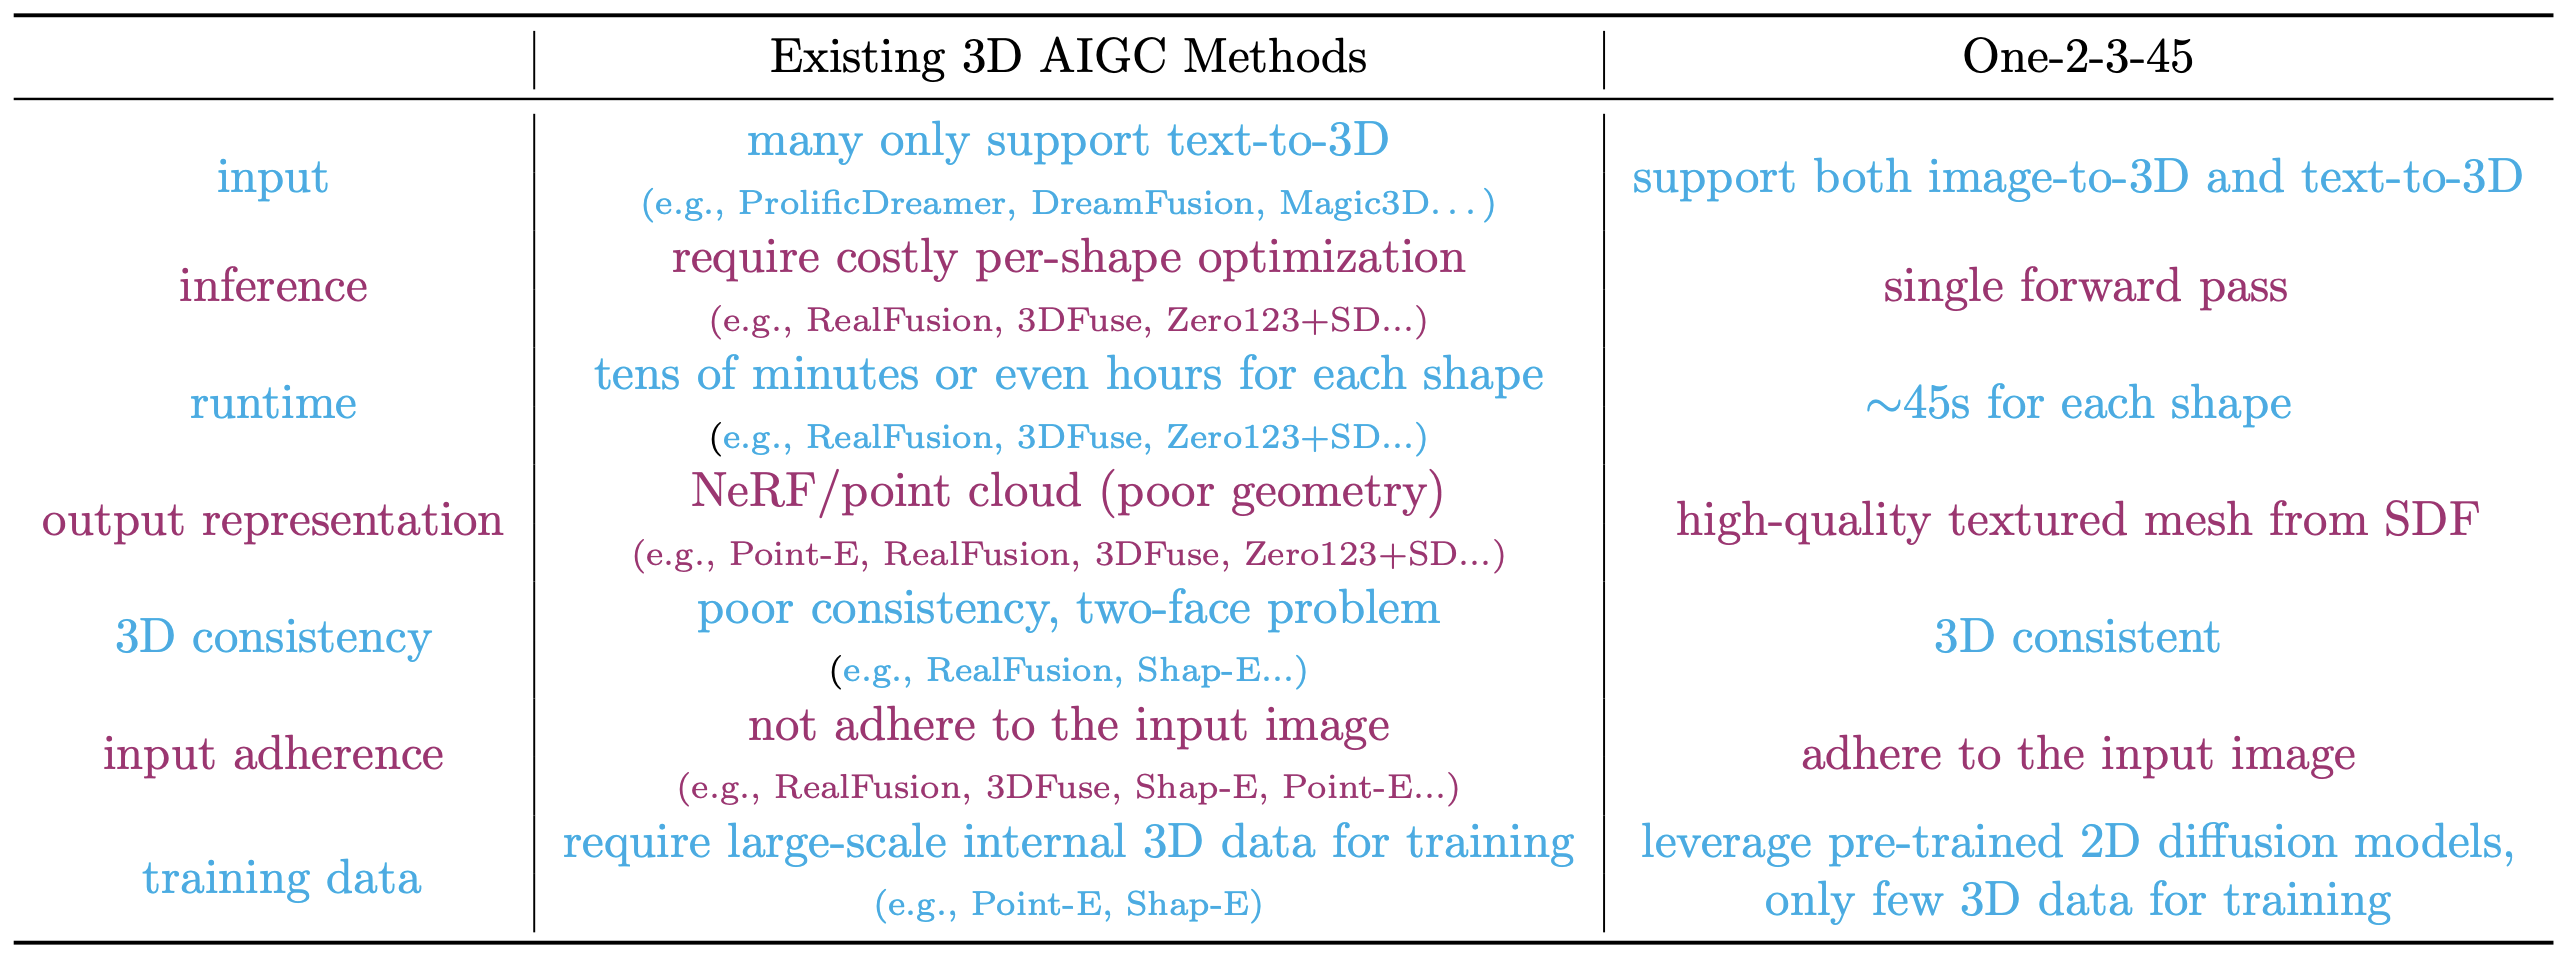 Existing 3D AIGC Methods
One-2-3-45
input
many only support text-to-3D
(e.g., ProlificDreamer, DreamFusion, Magic3D...)
support both image-to-3D and text-to-3D
inference
require costly per-shape optimization
(e.g., RealFusion, 3DFuse, Zero123+SD...)
single forward pass
runtime
tens of minutes or even hours for each shape
(e.g., RealFusion, 3DFuse, Zero123+SD...)
~45s for each shape
output representation
NeRF/point cloud (poor geometry)
(e.g., Point-E, RealFusion, 3DFuse, Zero123+SD...)
high-quality textured mesh from SDF
3D consistency
poor consistency, two-face problem
(e.g., RealFusion, Shap-E...)
3D consistent
input adherence
not adhere to the input image
(e.g., RealFusion, 3DFuse, Shap-E, Point-E...)
adhere to the input image
training data
require large-scale internal 3D data for training
(e.g., Point-E, Shap-E)
leverage pre-trained 2D diffusion models,
only few 3D data for training